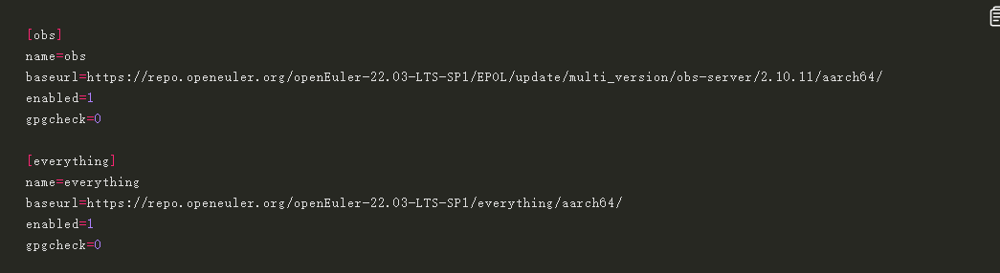 [obs]
name=obs
baseurl=https://repo.openeuler.org/openEuler-22.03-LTS-SP1/EPOL/update/multi_version/obs-server/2.10.11/aarch64/
enabled=1
gpgcheck=0
[everything]
name=everything
baseurl=https://repo.openeuler.org/openEuler-22.03-LTS-SP1/everything/aarch64/
enabled=1
gpgcheck=0